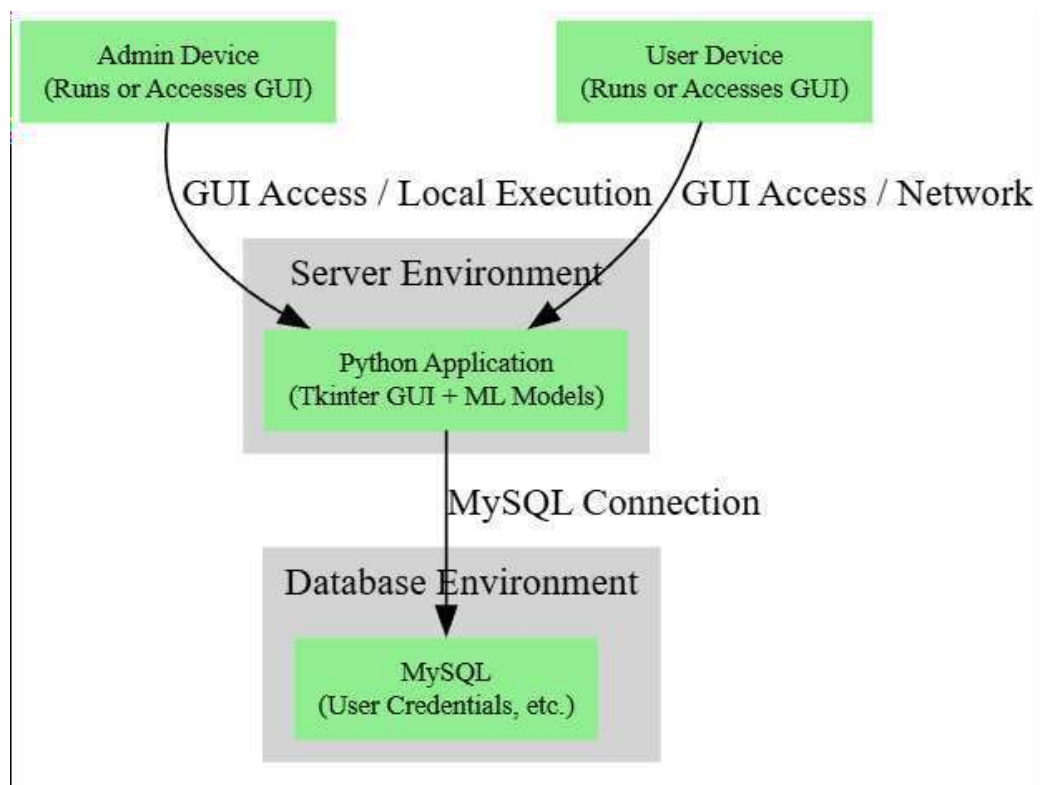 Admin Device
(Runs or Accesses GUI)
User Device
(Runs or Accesses GUI)
GUI Access / Local Execution
GUI Access / Network
Server Environment
Python Application
(Tkinter GUI + ML Models)
MySQL Connection
Database Environment
MySQL
(User Credentials, etc.)